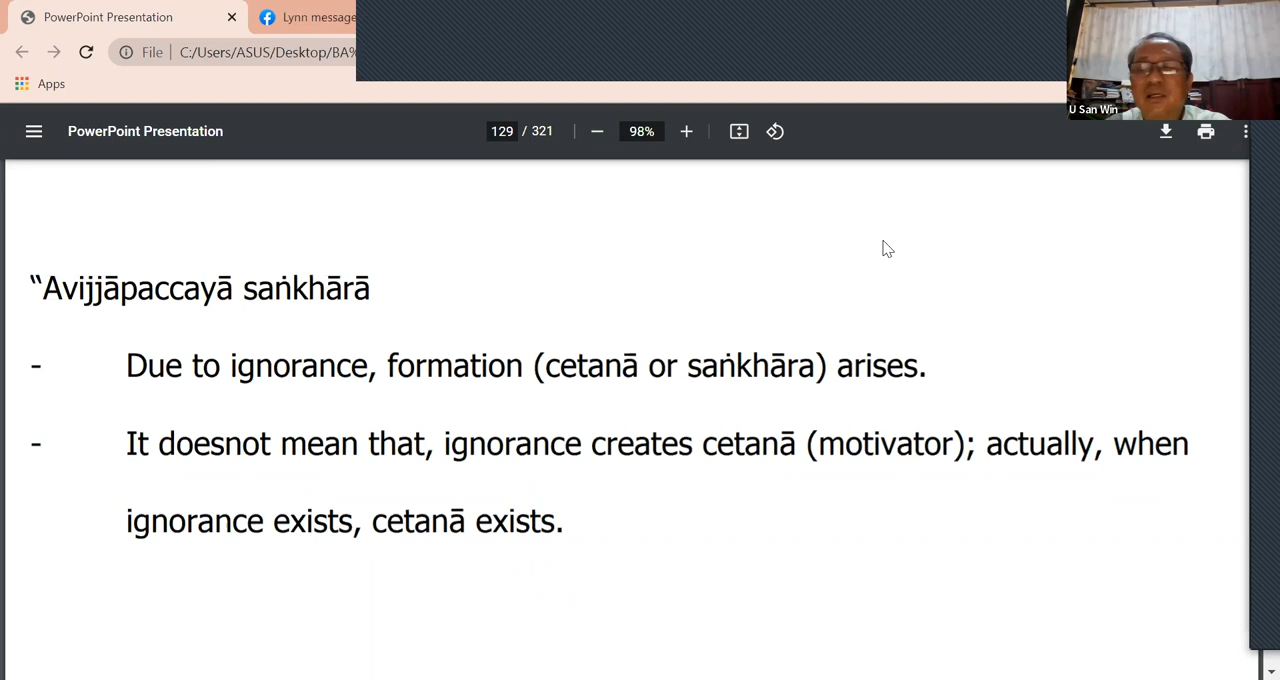 PowerPoint Presentation
Lynn message
File
C:/Users/ASUS/Desktop/BA%
Apps
U San Win
PowerPoint Presentation
129 / 321
98%
“Avijjāpaccayā saṅkhārā
- Due to ignorance, formation (cetanā or saṅkhāra) arises.
- It doesnot mean that, ignorance creates cetanā (motivator); actually, when
ignorance exists, cetanā exists.